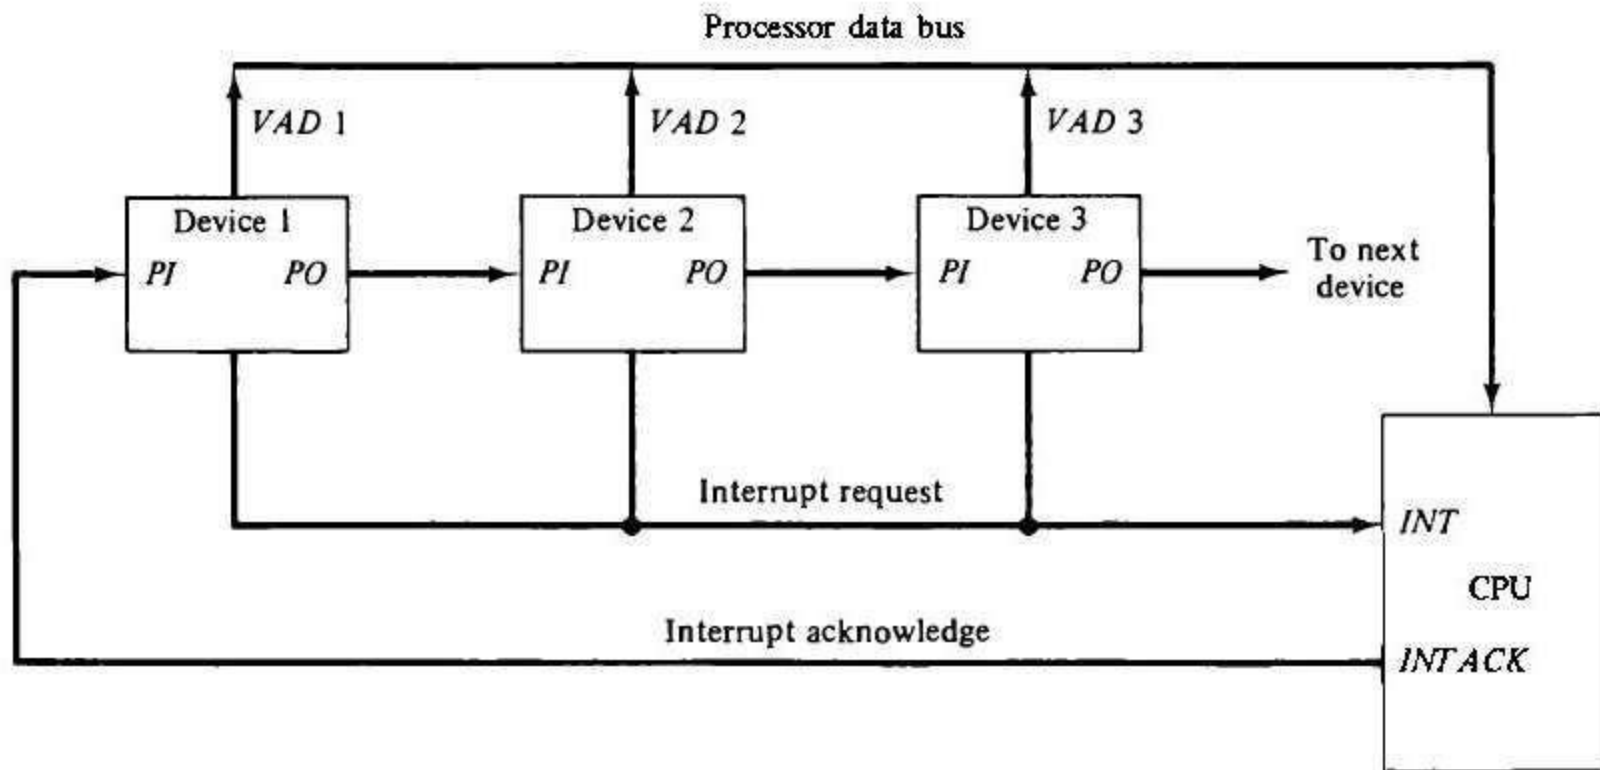 Processor data bus
VAD 1
VAD 2
VAD 3
Device 1
Device 2
Device 3
PI
PO
PI
PO
PI
PO
To next
device
Interrupt request
INT
CPU
Interrupt acknowledge
INTACK